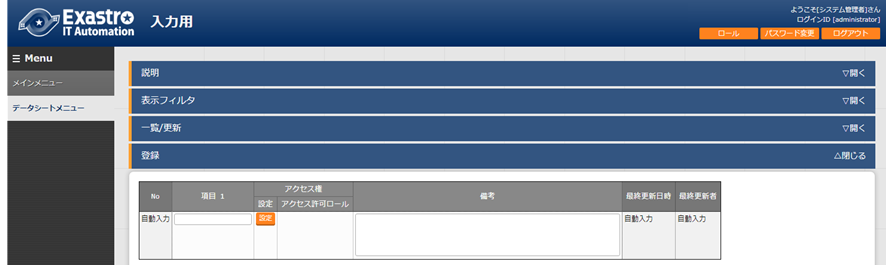 Exastro
IT Automation
入力用
ようこそ[システム管理者]さん
ログインID [administrator]
ロール パスワード変更 ログアウト
☰ Menu
メインメニュー
データシートメニュー
説明 ▽開く
表示フィルタ ▽開く
一覧/更新 ▽開く
登録 △閉じる
No 項目 1 アクセス権 備考 最終更新日時 最終更新者
設定 アクセス許可ロール
自動入力 設定 自動入力 自動入力